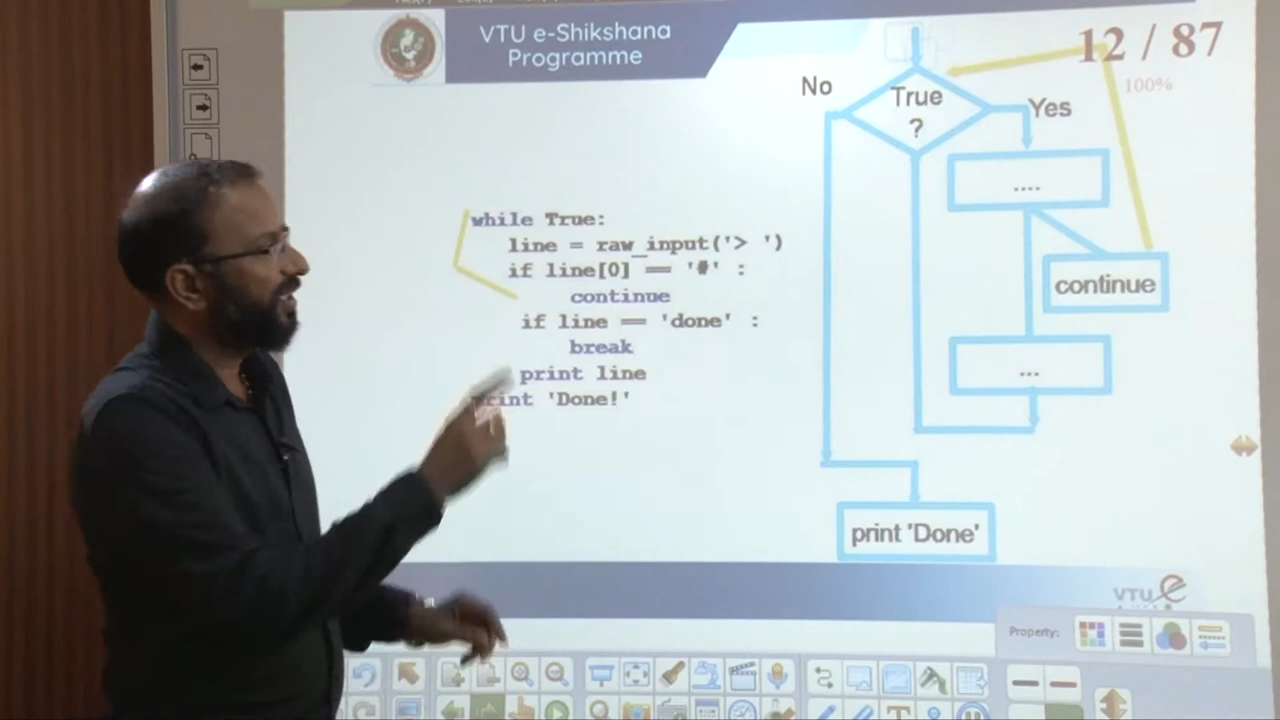 VTU e-Shikshana
Programme
12 / 87
100%
No
True
?
Yes
....
continue
...
print 'Done'
while True:
line = raw_input('> ')
if line[0] == '#' :
continue
if line == 'done' :
break
print line
print 'Done!'
VTU e
Property: